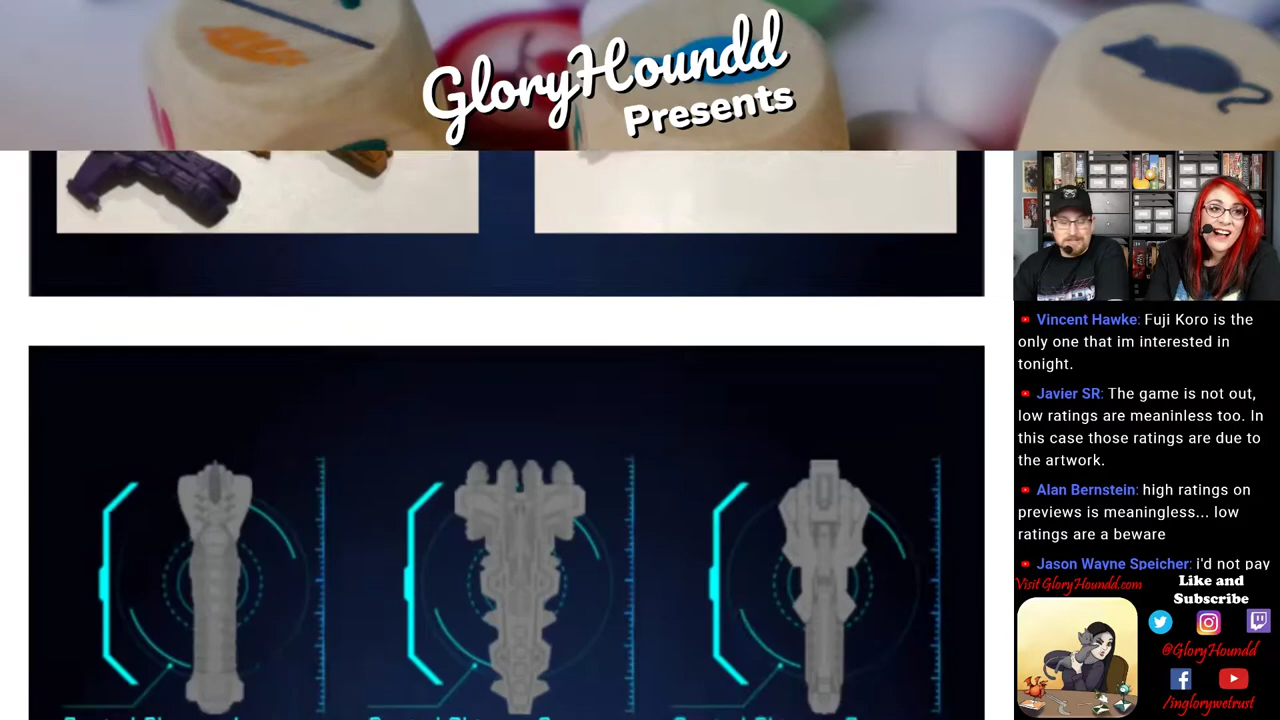 GloryHoundd
Presents
Vincent Hawke: Fuji Koro is the
only one that im interested in
tonight.
Javier SR: The game is not out,
low ratings are meaninless too. In
this case those ratings are due to
the artwork.
Alan Bernstein: high ratings on
previews is meaningless... low
ratings are a beware
Jason Wayne Speicher: i'd not pay
Visit GloryHoundd.com
Like and
Subscribe
@GloryHoundd
/inglorywetrust